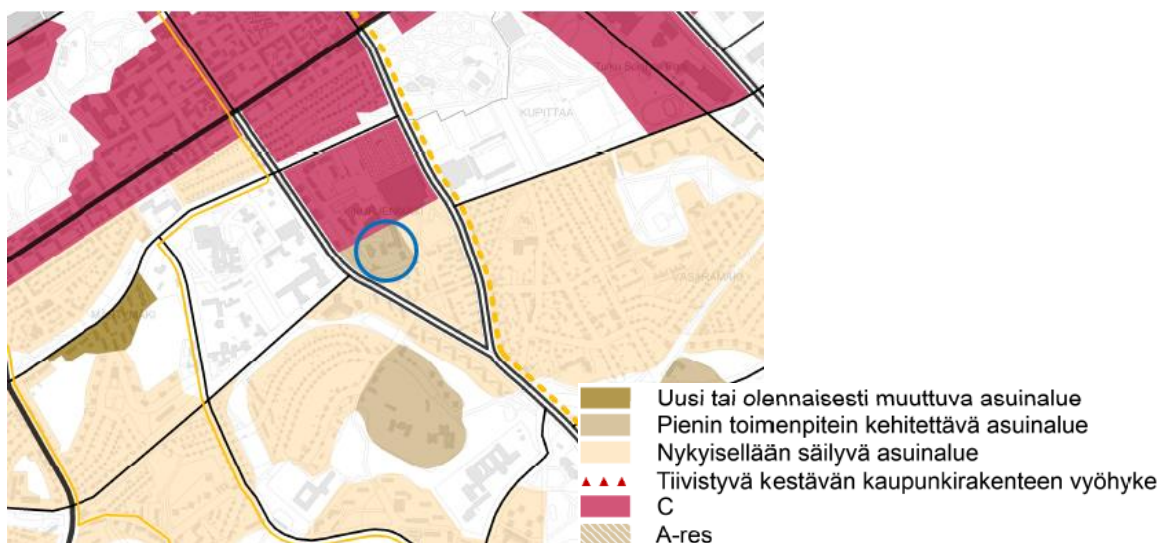 KUPITTAA
III
VASARAMÄKI
Uusi tai olennaisesti muuttuva asuinalue
Pienin toimenpitein kehitettävä asuinalue
Nykyisellään säilyvä asuinalue
Tiivistyvä kestävän kaupunkirakenteen vyöhyke
C
A-res